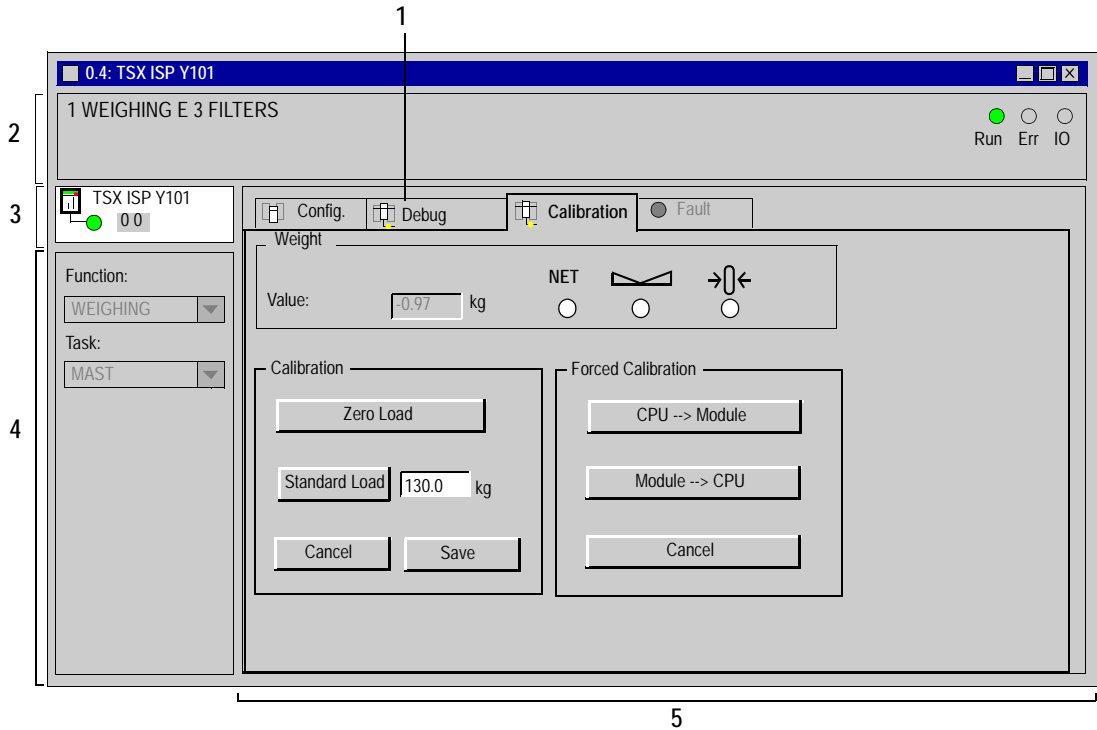 1
0.4: TSX ISP Y101
2
1 WEIGHING E 3 FILTERS
Run Err IO
3
TSX ISP Y101
0 0
Config. Debug Calibration Fault
4
Function:
WEIGHING
Task:
MAST
Weight
Value: -0.97 kg
NET
Calibration
Zero Load
Standard Load 130.0 kg
Cancel Save
Forced Calibration
CPU --> Module
Module --> CPU
Cancel
5